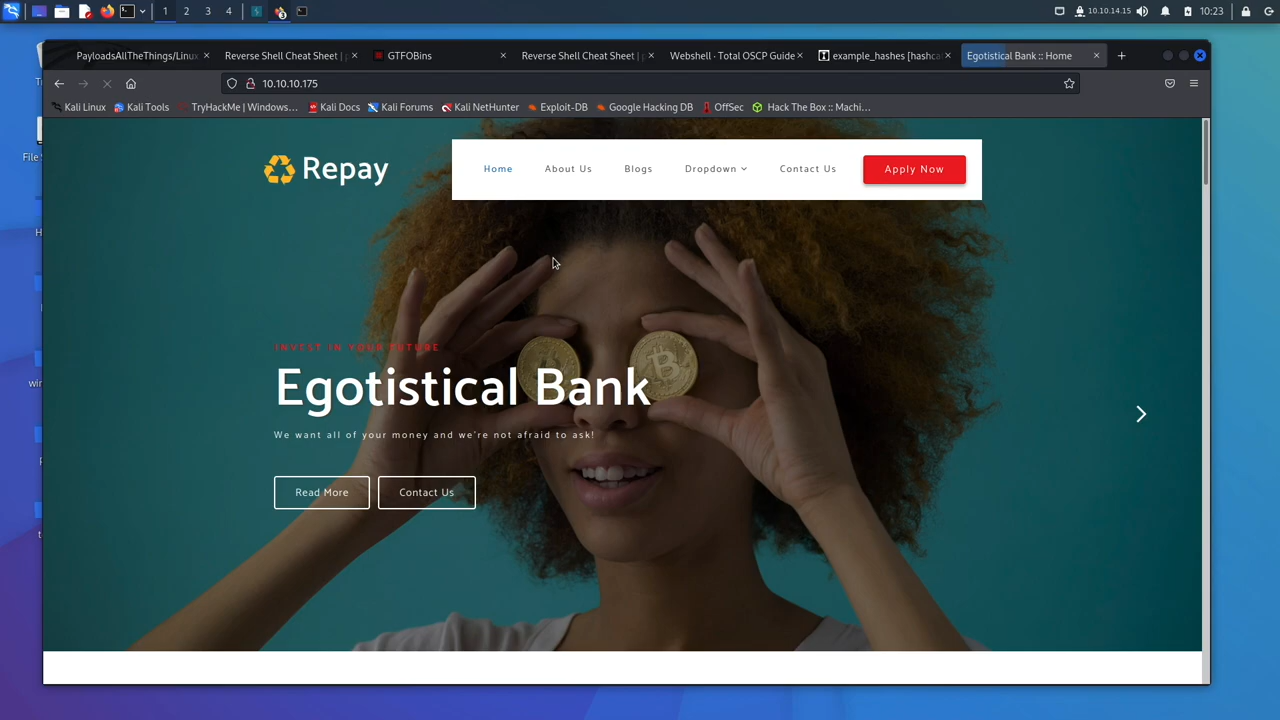 10.10.14.15
10:23
1
2
3
4
3
PayloadsAllTheThings/Linux
Reverse Shell Cheat Sheet | p
GTFOBins
Reverse Shell Cheat Sheet | p
Webshell · Total OSCP Guide
example_hashes [hashcat
Egotistical Bank :: Home
10.10.10.175
Kali Linux
Kali Tools
TryHackMe | Windows...
Kali Docs
Kali Forums
Kali NetHunter
Exploit-DB
Google Hacking DB
OffSec
Hack The Box :: Machi...
Repay
Home
About Us
Blogs
Dropdown
Contact Us
Apply Now
INVEST IN YOUR FUTURE
Egotistical Bank
We want all of your money and we're not afraid to ask!
Read More
Contact Us